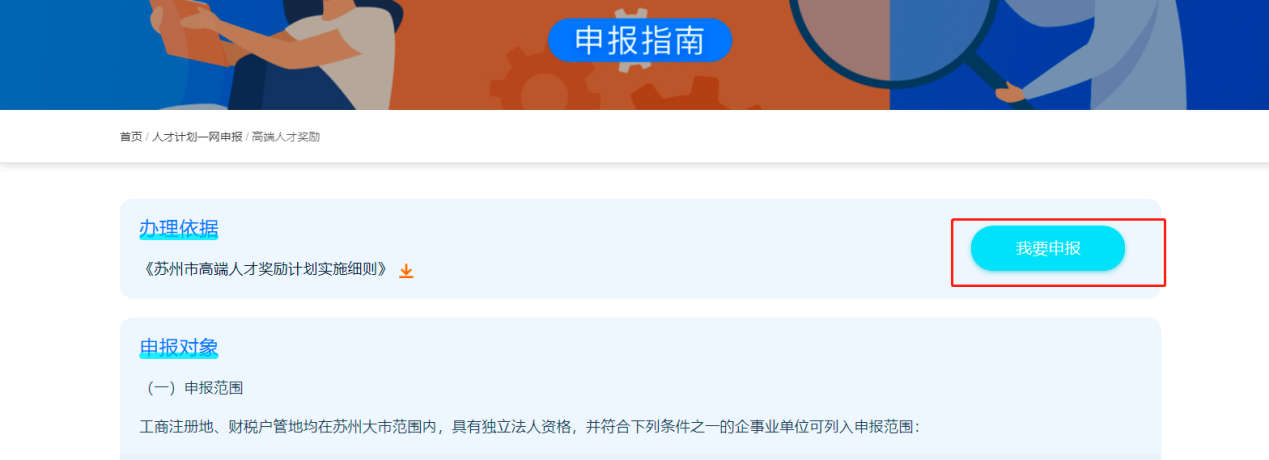 申报指南
首页 / 人才计划一网申报 / 高端人才奖励
办理依据
《苏州市高端人才奖励计划实施细则》
我要申报
申报对象
（一）申报范围
工商注册地、财税户管地均在苏州大市范围内，具有独立法人资格，并符合下列条件之一的企事业单位可列入申报范围：